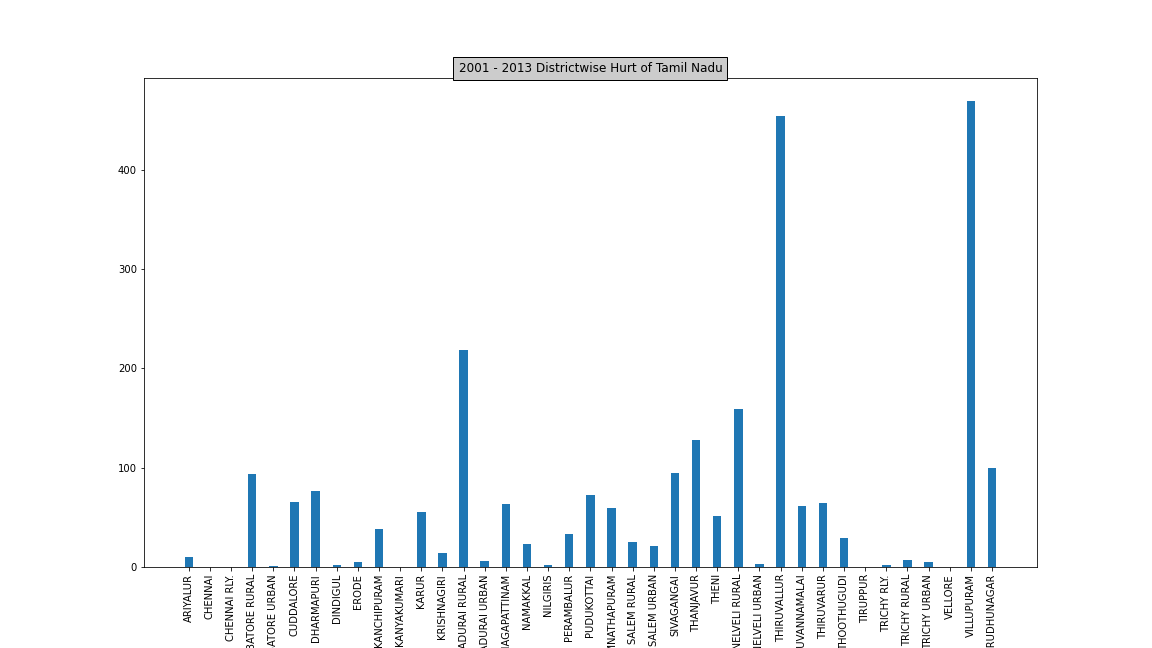 2001 - 2013 Districtwise Hurt of Tamil Nadu
400
300
200
100
0
ARIYALUR
CHENNAI
CHENNAI RLY.
BATORE RURAL
ATORE URBAN
CUDDALORE
DHARMAPURI
DINDIGUL
ERODE
KANCHIPURAM
KANYAKUMARI
KARUR
KRISHNAGIRI
ADURAI RURAL
DURAI URBAN
IAGAPATTINAM
NAMAKKAL
NILGIRIS
PERAMBALUR
PUDUKOTTAI
MNATHAPURAM
SALEM RURAL
SALEM URBAN
SIVAGANGAI
THANJAVUR
THENI
NELVELI RURAL
IELVELI URBAN
THIRUVALLUR
UVANNAMALAI
THIRUVARUR
THOOTHUGUDI
TIRUPPUR
TRICHY RLY.
TRICHY RURAL
TRICHY URBAN
VELLORE
VILLUPURAM
RUDHUNAGAR